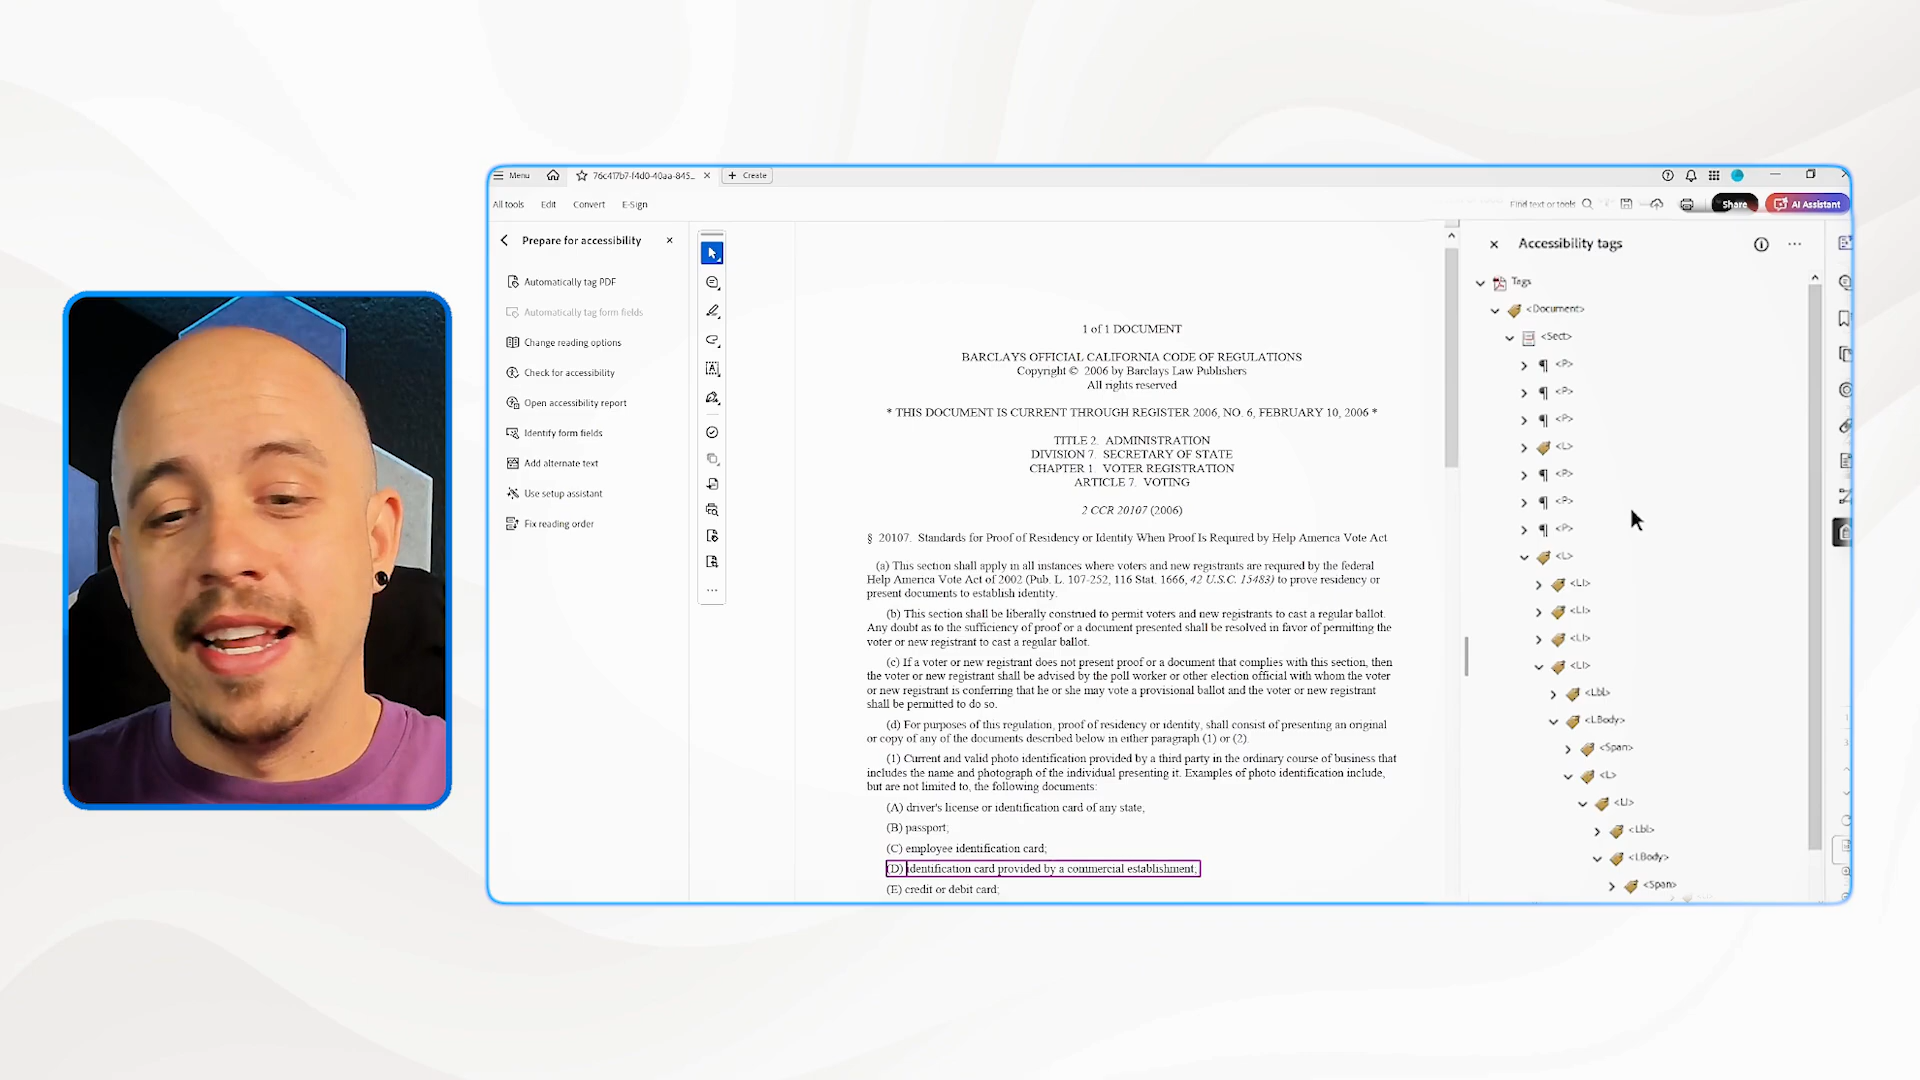 Menu
76c417b7-f4d0-40aa-845...
Create
All tools
Edit
Convert
E-Sign
Find text or tools
Share
AI Assistant
Prepare for accessibility
Automatically tag PDF
Automatically tag form fields
Change reading options
Check for accessibility
Open accessibility report
Identify form fields
Add alternate text
Use setup assistant
Fix reading order
1 of 1 DOCUMENT
BARCLAYS OFFICIAL CALIFORNIA CODE OF REGULATIONS
Copyright © 2006 by Barclays Law Publishers
All rights reserved
* THIS DOCUMENT IS CURRENT THROUGH REGISTER 2006, NO. 6, FEBRUARY 10, 2006 *
TITLE 2. ADMINISTRATION
DIVISION 7. SECRETARY OF STATE
CHAPTER 1. VOTER REGISTRATION
ARTICLE 7. VOTING
2 CCR 20107 (2006)
§ 20107. Standards for Proof of Residency or Identity When Proof Is Required by Help America Vote Act
(a) This section shall apply in all instances where voters and new registrants are required by the federal
Help America Vote Act of 2002 (Pub. L. 107-252, 116 Stat. 1666, 42 U.S.C. 15483) to prove residency or
present documents to establish identity.
(b) This section shall be liberally construed to permit voters and new registrants to cast a regular ballot.
Any doubt as to the sufficiency of proof or a document presented shall be resolved in favor of permitting the
voter or new registrant to cast a regular ballot.
(c) If a voter or new registrant does not present proof or a document that complies with this section, then
the voter or new registrant shall be advised by the poll worker or other election official with whom the voter
or new registrant is conferring that he or she may vote a provisional ballot and the voter or new registrant
shall be permitted to do so.
(d) For purposes of this regulation, proof of residency or identity, shall consist of presenting an original
or copy of any of the documents described below in either paragraph (1) or (2).
(1) Current and valid photo identification provided by a third party in the ordinary course of business that
includes the name and photograph of the individual presenting it. Examples of photo identification include,
but are not limited to, the following documents:
(A) driver's license or identification card of any state;
(B) passport;
(C) employee identification card;
(D) identification card provided by a commercial establishment;
(E) credit or debit card;
Accessibility tags
Tags
<Document>
<Sect>
<P>
<P>
<P>
<L>
<P>
<P>
<P>
<L>
<LI>
<LI>
<LI>
<LI>
<Lbl>
<LBody>
<Span>
<L>
<LI>
<Lbl>
<LBody>
<Span>